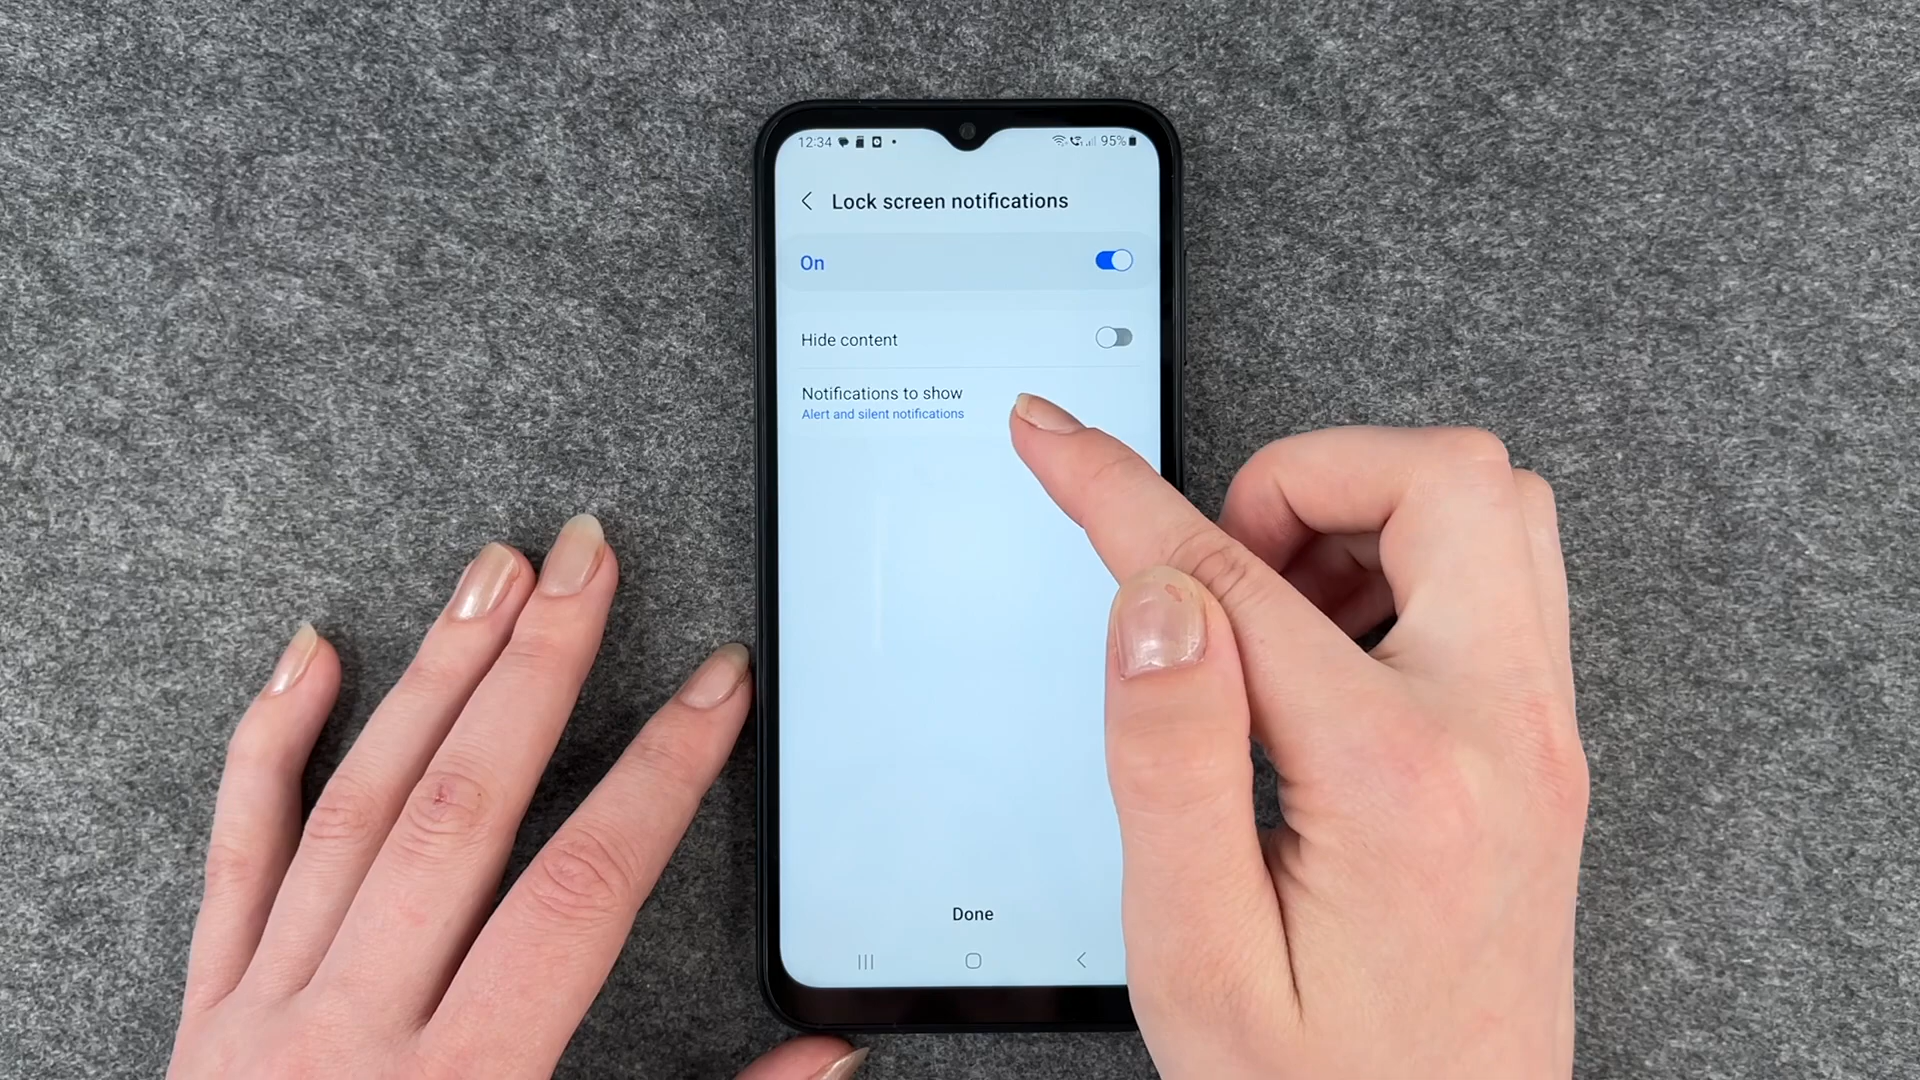 12:34
95%
Lock screen notifications
On
Hide content
Notifications to show
Alert and silent notifications
Done